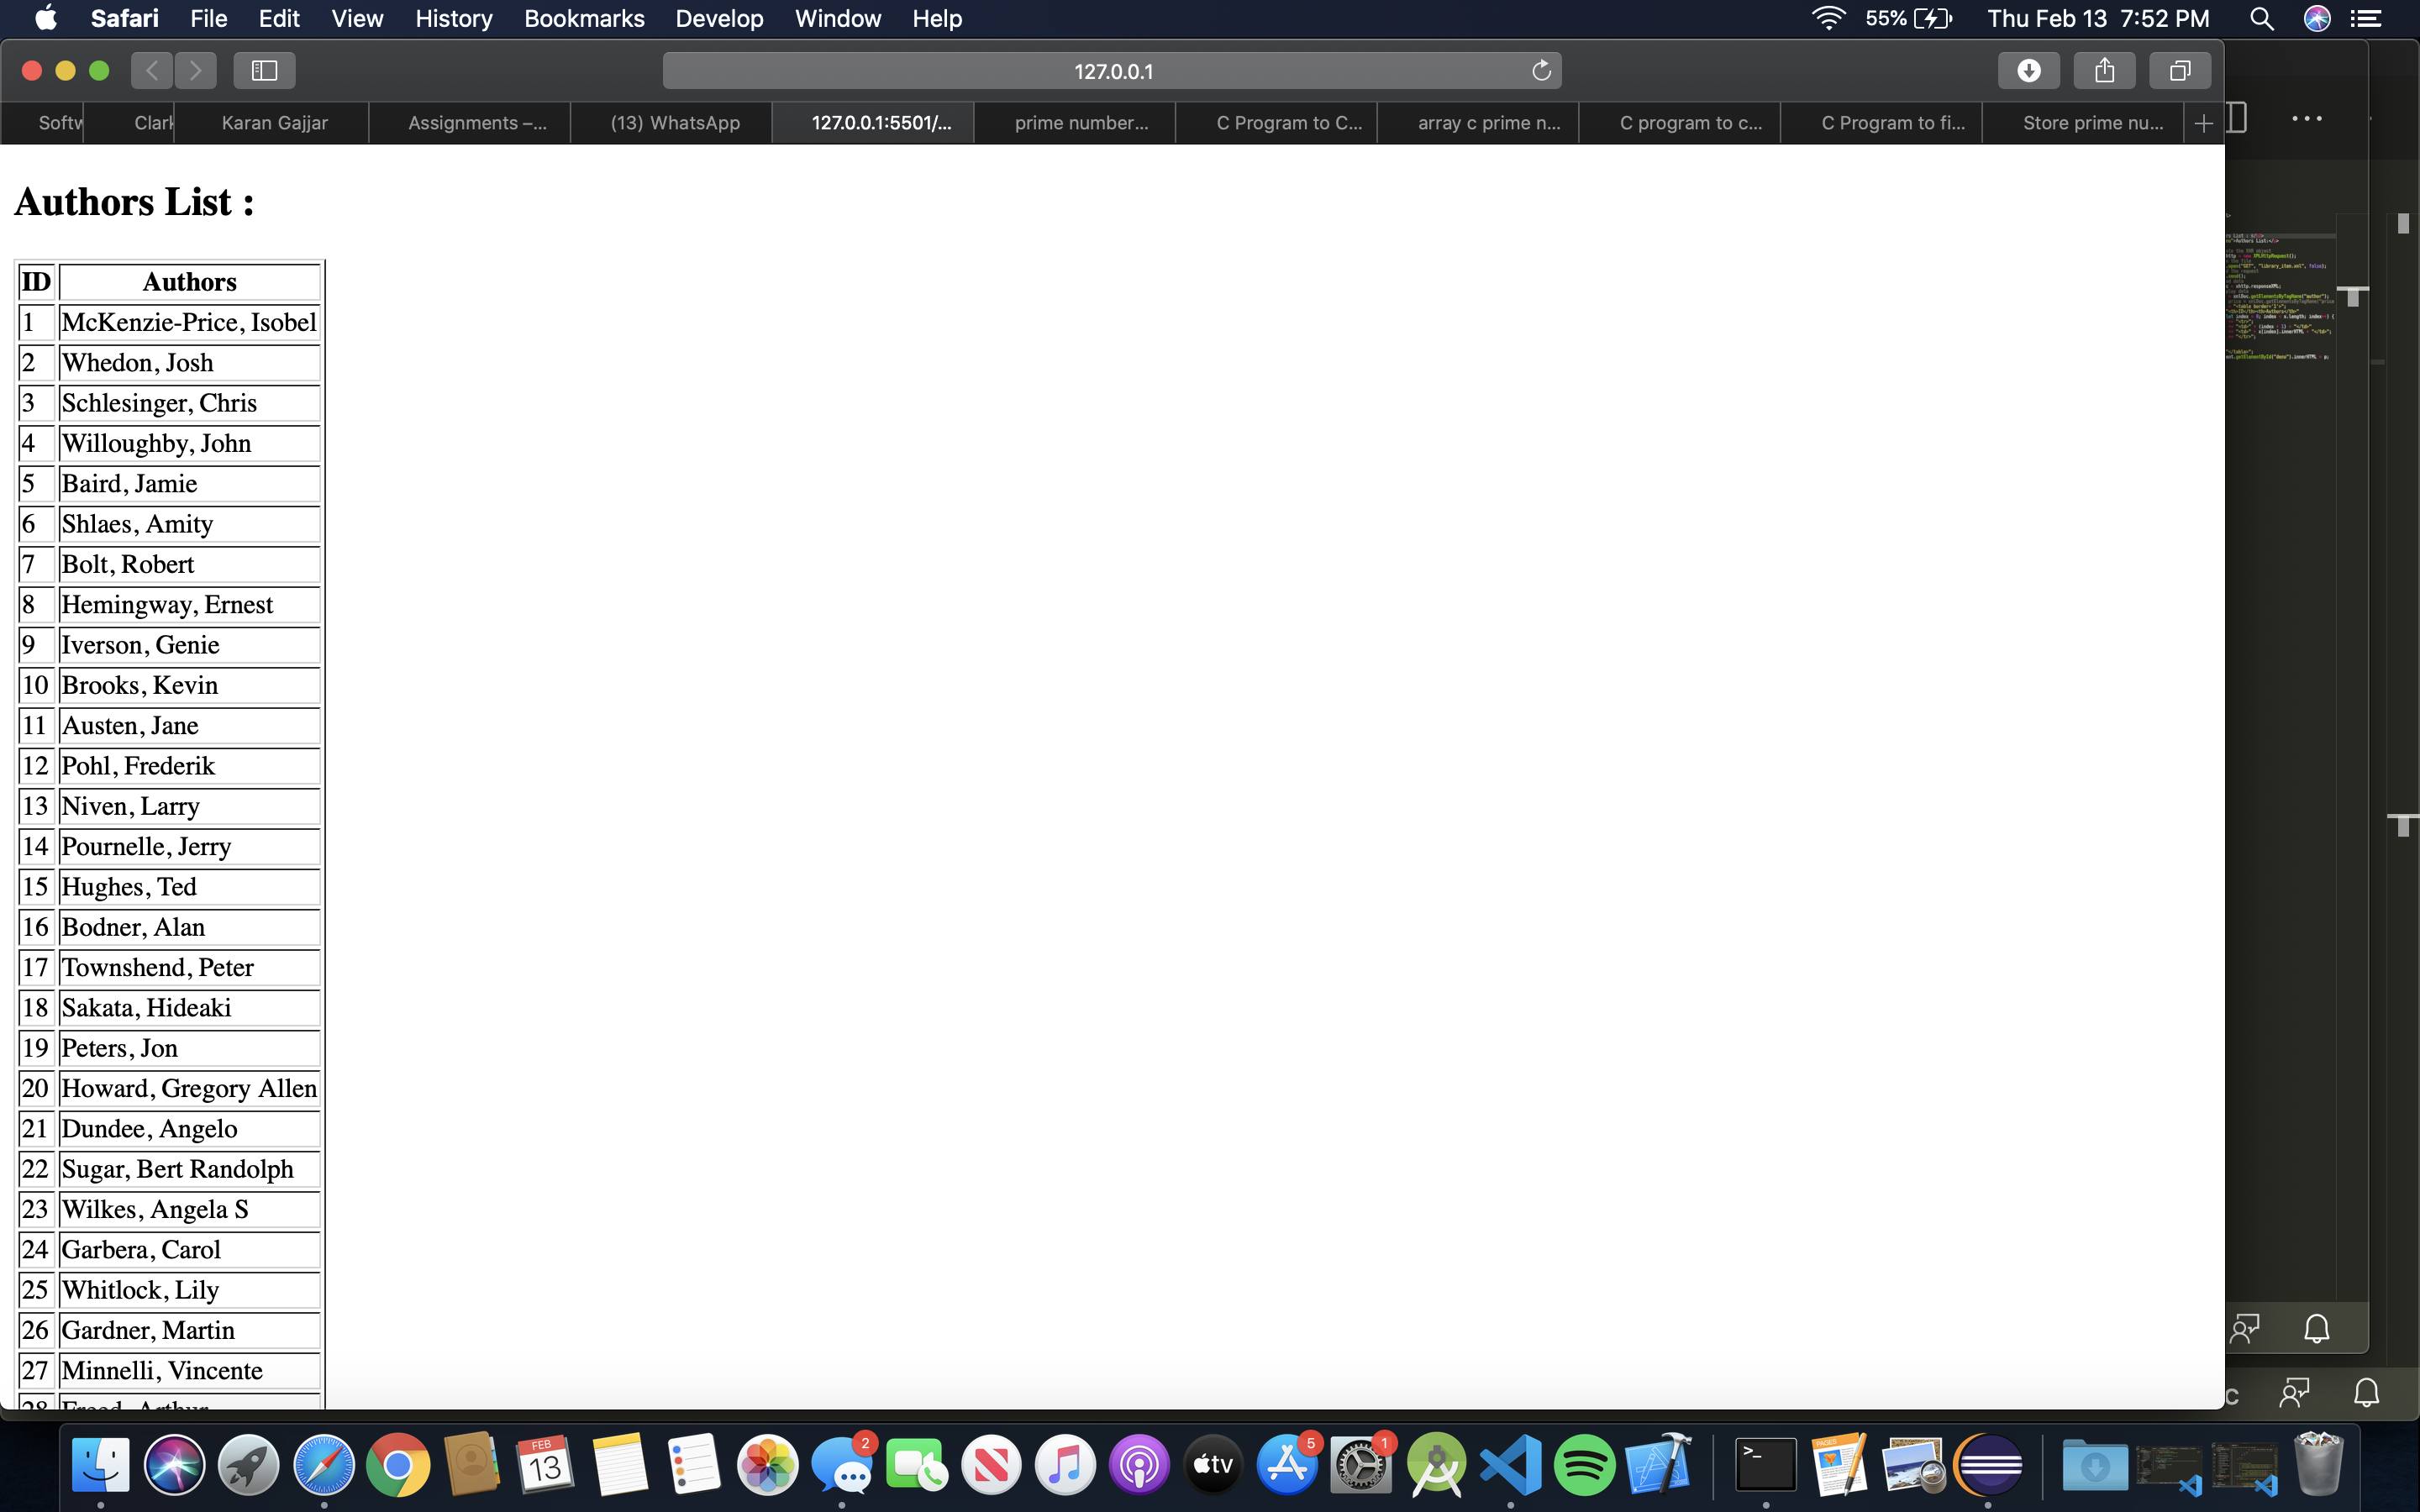 Safari File Edit View History Bookmarks Develop Window Help 55% Thu Feb 13 7:52 PM
127.0.0.1
Softw Clark Karan Gajjar Assignments –... (13) WhatsApp 127.0.0.1:5501/... prime number... C Program to C... array c prime n... C program to c... C Program to fi... Store prime nu...
Authors List :
ID Authors
1 McKenzie-Price, Isobel
2 Whedon, Josh
3 Schlesinger, Chris
4 Willoughby, John
5 Baird, Jamie
6 Shlaes, Amity
7 Bolt, Robert
8 Hemingway, Ernest
9 Iverson, Genie
10 Brooks, Kevin
11 Austen, Jane
12 Pohl, Frederik
13 Niven, Larry
14 Pournelle, Jerry
15 Hughes, Ted
16 Bodner, Alan
17 Townshend, Peter
18 Sakata, Hideaki
19 Peters, Jon
20 Howard, Gregory Allen
21 Dundee, Angelo
22 Sugar, Bert Randolph
23 Wilkes, Angela S
24 Garbera, Carol
25 Whitlock, Lily
26 Gardner, Martin
27 Minnelli, Vincente
28 Freed, Arthur
C
FEB
13
2
tv
5
1
>_
PAGES